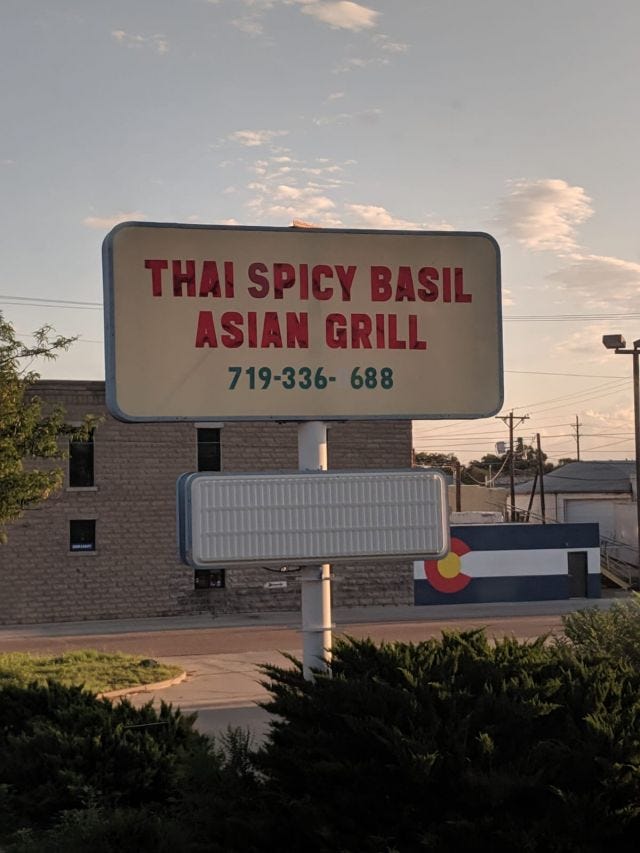 THAI SPICY BASIL
ASIAN GRILL
719-336- 688